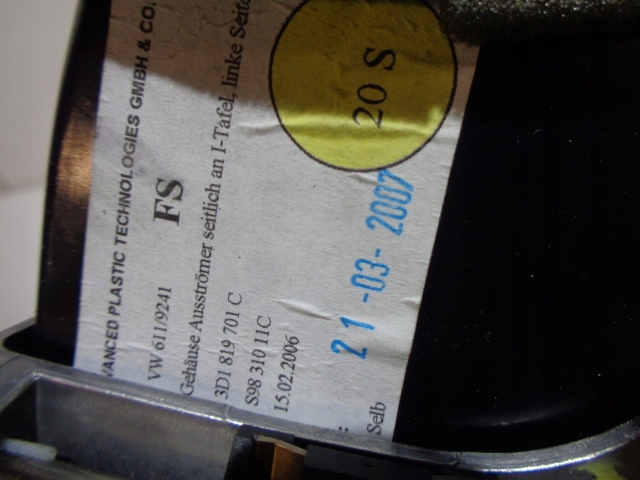 VANCED PLASTIC TECHNOLOGIES GMBH & CO.
VW 611/9241
FS
Gehäuse Ausströmer seitlich an I-Tafel, linke Seite
3D1 819 701 C
S98 310 11C
15.02.2006
20 S
21-03-2007
:
Selb